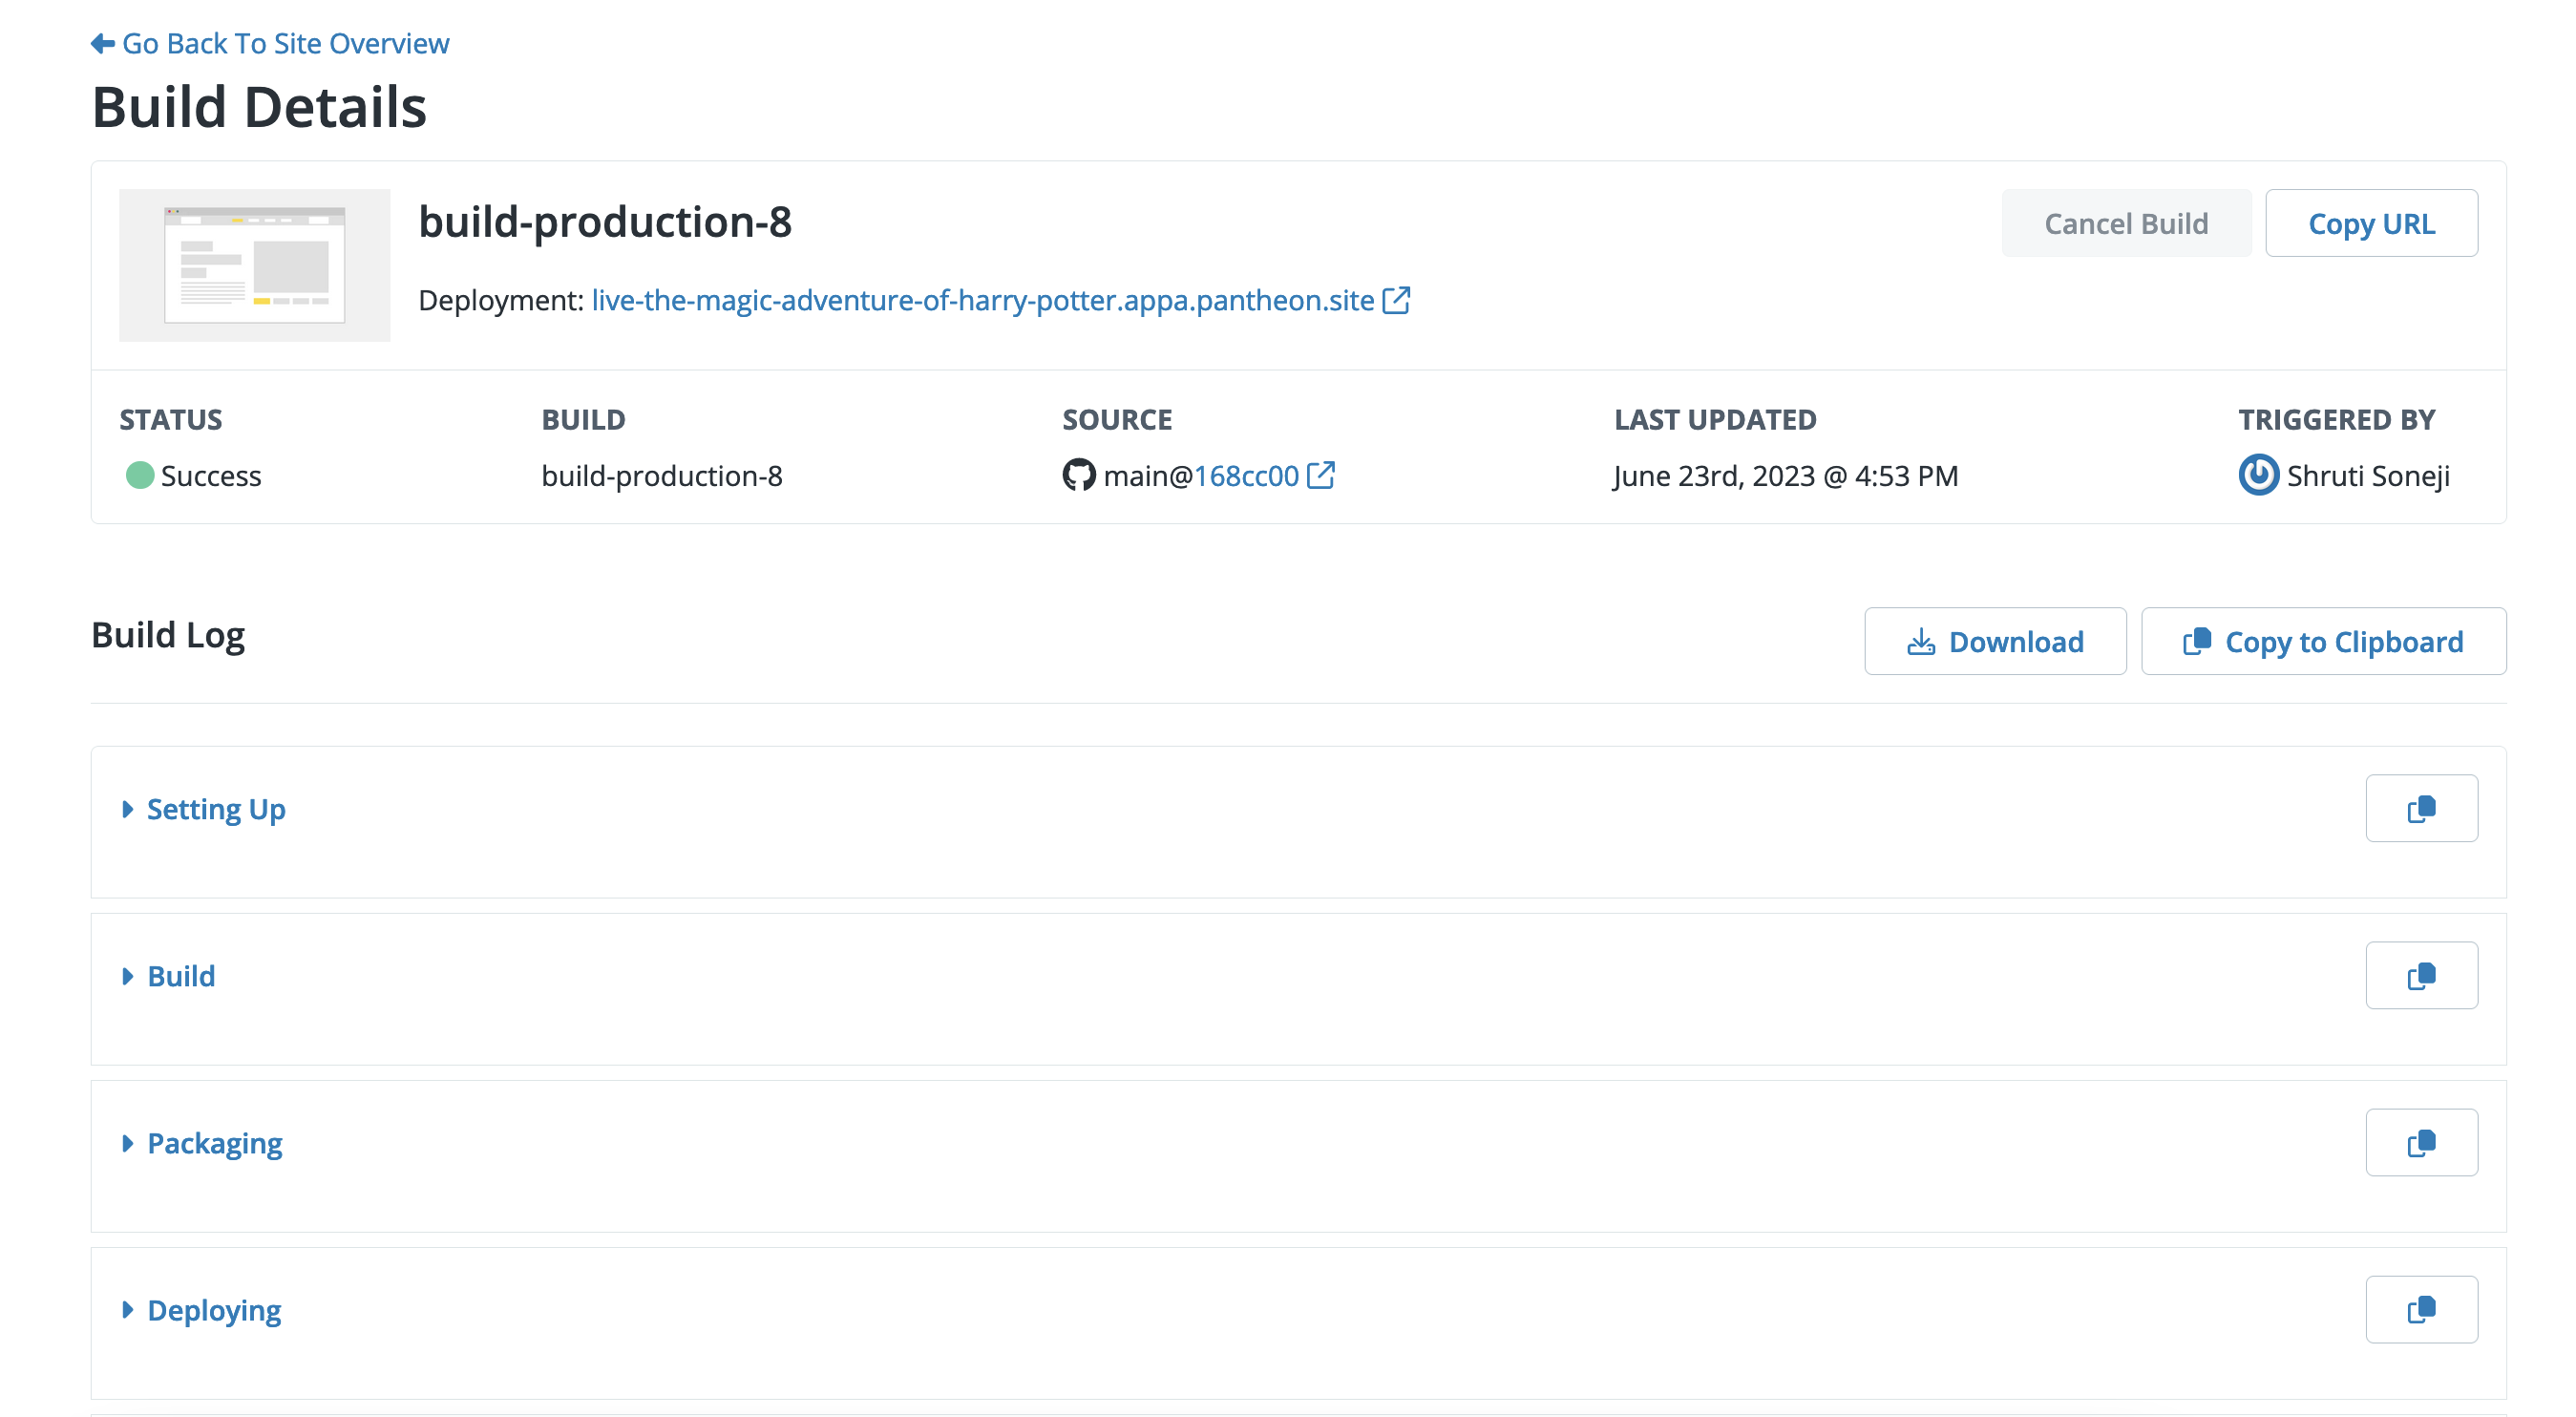 Go Back To Site Overview
Build Details
build-production-8
Cancel Build
Copy URL
Deployment: live-the-magic-adventure-of-harry-potter.appa.pantheon.site
STATUS BUILD SOURCE LAST UPDATED TRIGGERED BY
Success build-production-8 main@168cc00 June 23rd, 2023 @ 4:53 PM Shruti Soneji
Build Log
Download
Copy to Clipboard
Setting Up
Build
Packaging
Deploying